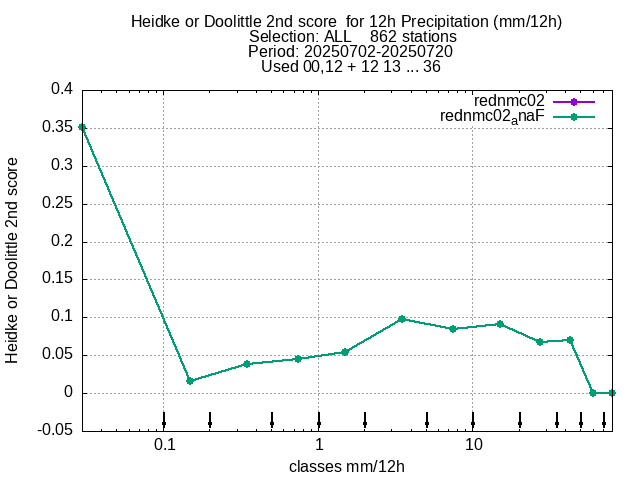 Heidke or Doolittle 2nd score  for 12h Precipitation (mm/12h)
Selection: ALL    862 stations
Period: 20250702-20250720
Used 00,12 + 12 13 ... 36
rednmc02
rednmc02anaF
0.4
0.35
0.3
0.25
0.2
0.15
0.1
0.05
0
-0.05
Heidke or Doolittle 2nd score
0.1
1
10
classes mm/12h